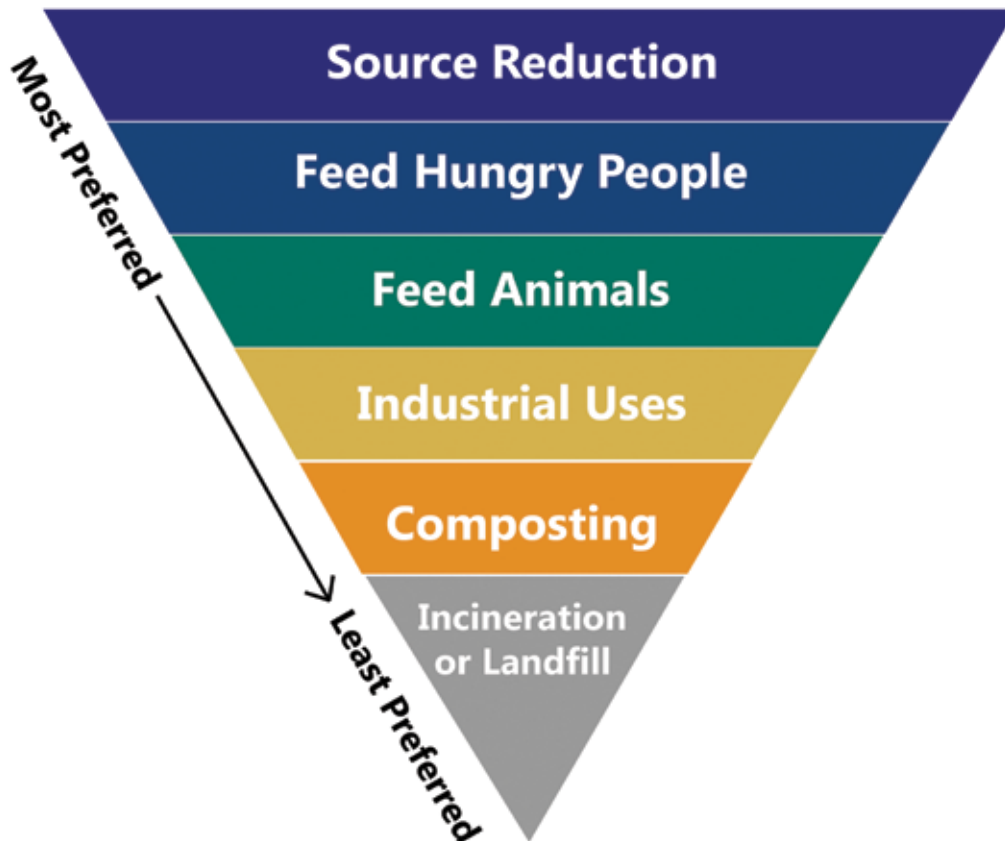 Source Reduction
Most Preferred
Feed Hungry People
Feed Animals
Industrial Uses
Composting
Incineration
or Landfill
Least Preferred